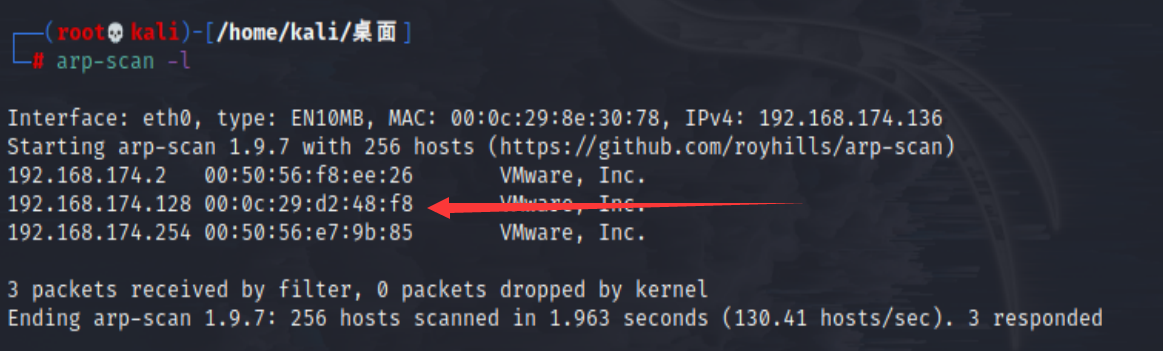 (root💀kali)-[/home/kali/桌面]
# arp-scan -l
Interface: eth0, type: EN10MB, MAC: 00:0c:29:8e:30:78, IPv4: 192.168.174.136
Starting arp-scan 1.9.7 with 256 hosts (https://github.com/royhills/arp-scan)
192.168.174.2 00:50:56:f8:ee:26 VMware, Inc.
192.168.174.128 00:0c:29:d2:48:f8 VMware, Inc.
192.168.174.254 00:50:56:e7:9b:85 VMware, Inc.
3 packets received by filter, 0 packets dropped by kernel
Ending arp-scan 1.9.7: 256 hosts scanned in 1.963 seconds (130.41 hosts/sec). 3 responded